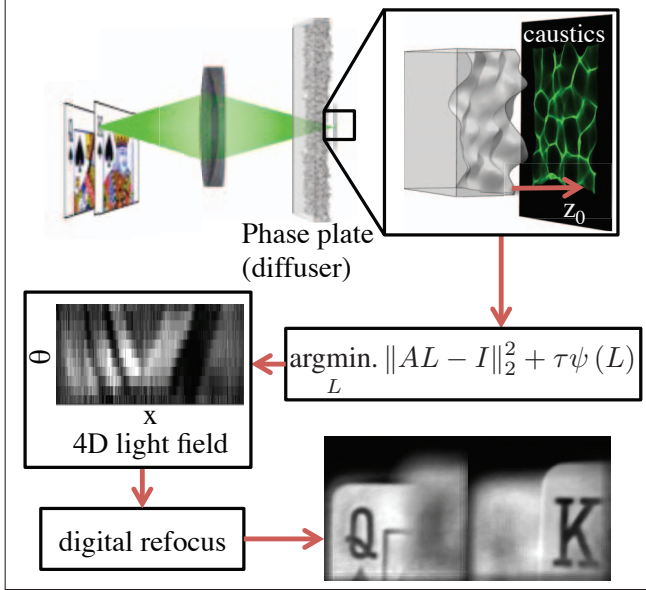 caustics
z₀
Phase plate
(diffuser)
argmin. ‖AL − I‖₂² + τψ (L)
L
θ
x
4D light field
digital refocus
Q
K